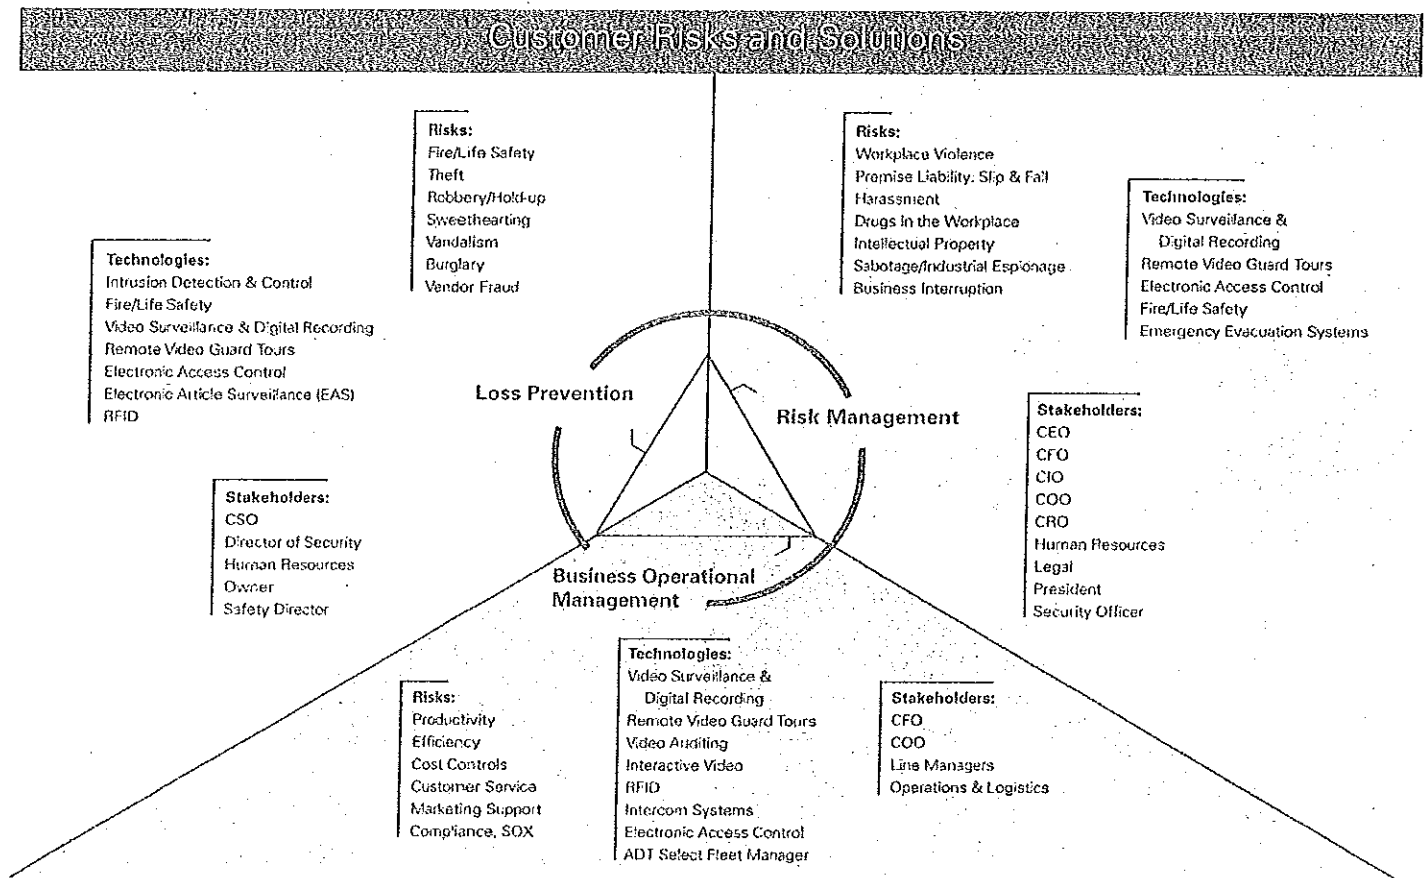 Customer Risks and Solutions
Risks:
Fire/Life Safety
Theft
Robbery/Hold-up
Sweethearting
Vandalism
Burglary
Vendor Fraud
Technologies:
Intrusion Detection & Control
Fire/Life Safety
Video Surveillance & Digital Recording
Remote Video Guard Tours
Electronic Access Control
Electronic Article Surveillance (EAS)
RFID
Stakeholders:
CSO
Director of Security
Human Resources
Owner
Safety Director
Loss Prevention
Risks:
Workplace Violence
Premise Liability: Slip & Fall
Harassment
Drugs in the Workplace
Intellectual Property
Sabotage/Industrial Espionage
Business Interruption
Technologies:
Video Surveillance &
Digital Recording
Remote Video Guard Tours
Electronic Access Control
Fire/Life Safety
Emergency Evacuation Systems
Risk Management
Stakeholders:
CEO
CFO
CIO
COO
CRO
Human Resources
Legal
President
Security Officer
Business Operational
Management
Risks:
Productivity
Efficiency
Cost Controls
Customer Service
Marketing Support
Compliance, SOX
Technologies:
Video Surveillance &
Digital Recording
Remote Video Guard Tours
Video Auditing
Interactive Video
RFID
Intercom Systems
Electronic Access Control
ADT Select Fleet Manager
Stakeholders:
CFO
COO
Line Managers
Operations & Logistics